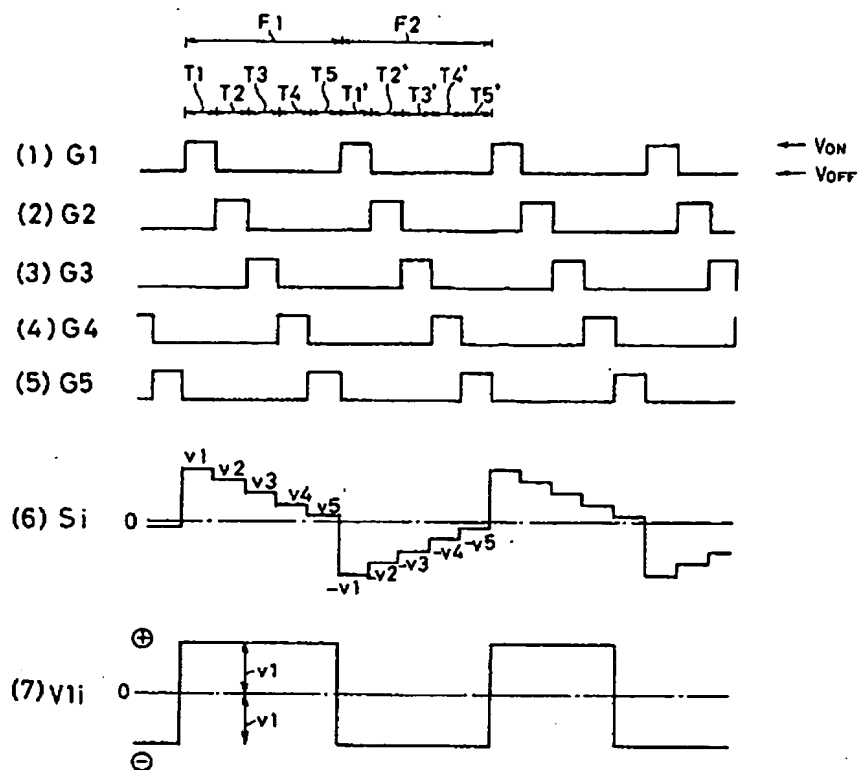 F1 F2
T1 T2 T3 T4 T5 T1' T2' T3' T4' T5'
(1) G1 ← VON
← VOFF
(2) G2
(3) G3
(4) G4
(5) G5
v1 v2 v3 v4 v5
(6) Si 0
-v1 -v2 -v3 -v4 -v5
⊕
v1
(7) V1i 0
v1
⊖